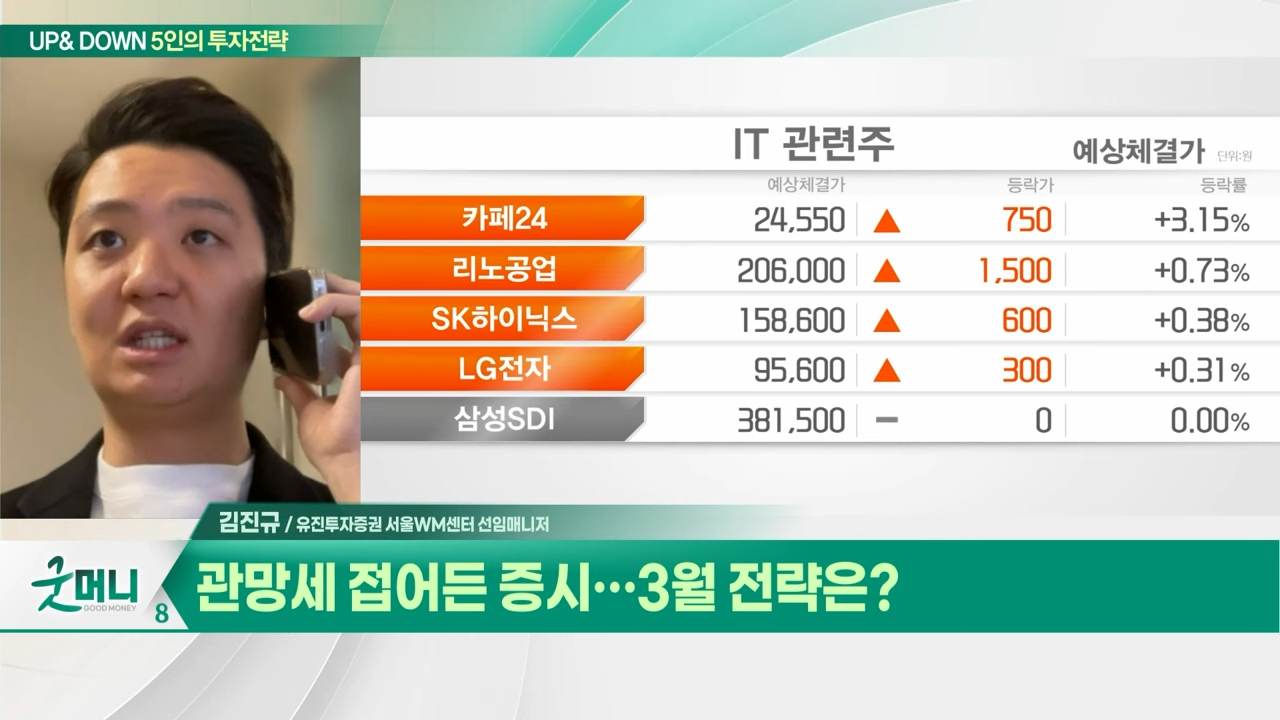 UP& DOWN 5인의 투자전략
IT 관련주
예상체결가 단위:원
예상체결가 등락가 등락률
카페24 24,550 ▲ 750 +3.15%
리노공업 206,000 ▲ 1,500 +0.73%
SK하이닉스 158,600 ▲ 600 +0.38%
LG전자 95,600 ▲ 300 +0.31%
삼성SDI 381,500 － 0 0.00%
김진규 / 유진투자증권 서울WM센터 선임매니저
굿머니
GOOD MONEY
8
관망세 접어든 증시…3월 전략은?